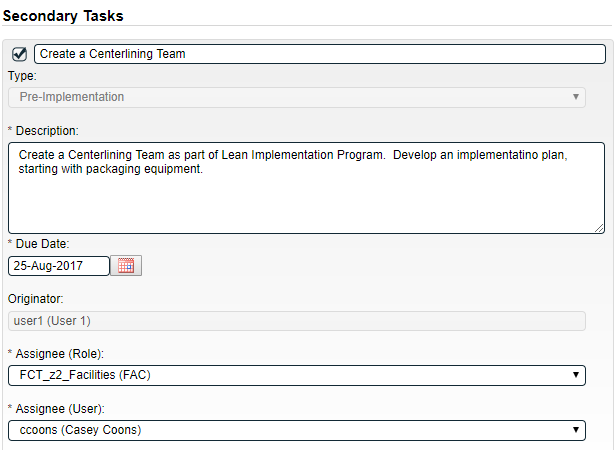 Secondary Tasks
Create a Centerlining Team
Type:
Pre-Implementation
* Description:
Create a Centerlining Team as part of Lean Implementation Program.  Develop an implementatino plan,
starting with packaging equipment.
* Due Date:
25-Aug-2017
Originator:
user1 (User 1)
* Assignee (Role):
FCT_z2_Facilities (FAC)
* Assignee (User):
ccoons (Casey Coons)